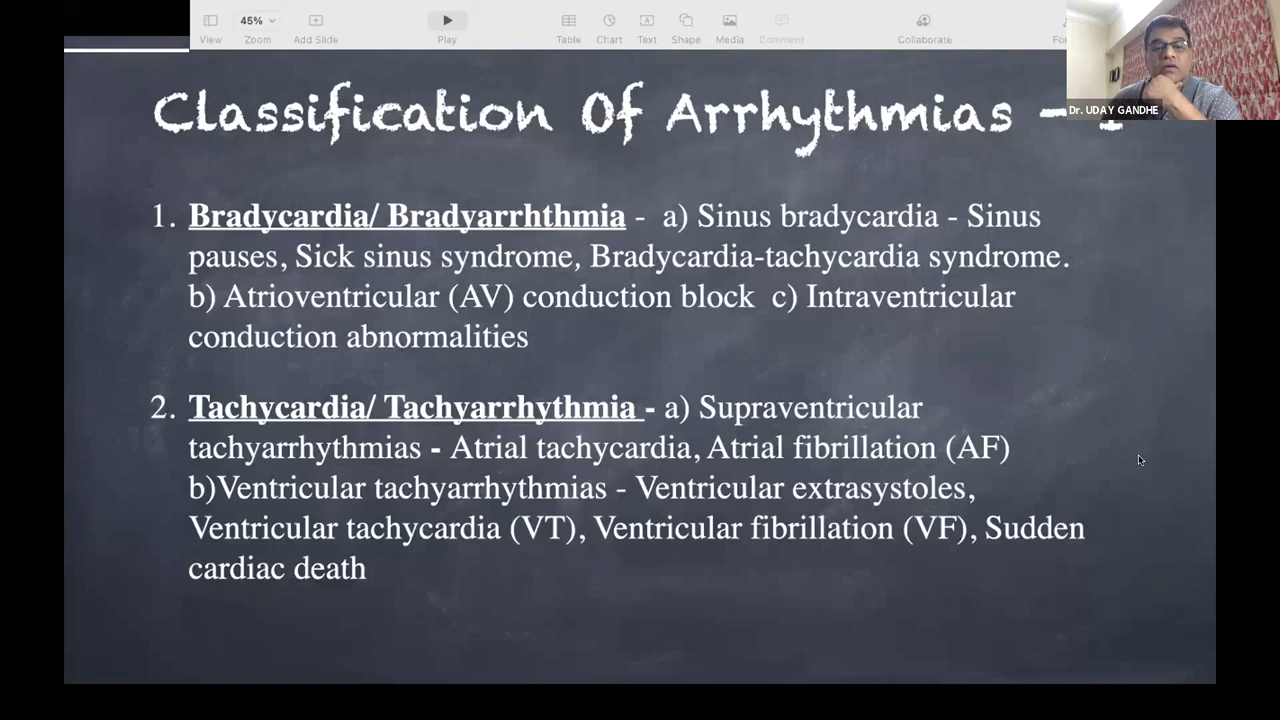 45%
View Zoom Add Slide Play Table Chart Text Shape Media Comment Collaborate
Dr. UDAY GANDHE
Classification Of Arrhythmias -
1. Bradycardia/ Bradyarrhthmia - a) Sinus bradycardia - Sinus
pauses, Sick sinus syndrome, Bradycardia-tachycardia syndrome.
b) Atrioventricular (AV) conduction block c) Intraventricular
conduction abnormalities
2. Tachycardia/ Tachyarrhythmia - a) Supraventricular
tachyarrhythmias - Atrial tachycardia, Atrial fibrillation (AF)
b)Ventricular tachyarrhythmias - Ventricular extrasystoles,
Ventricular tachycardia (VT), Ventricular fibrillation (VF), Sudden
cardiac death